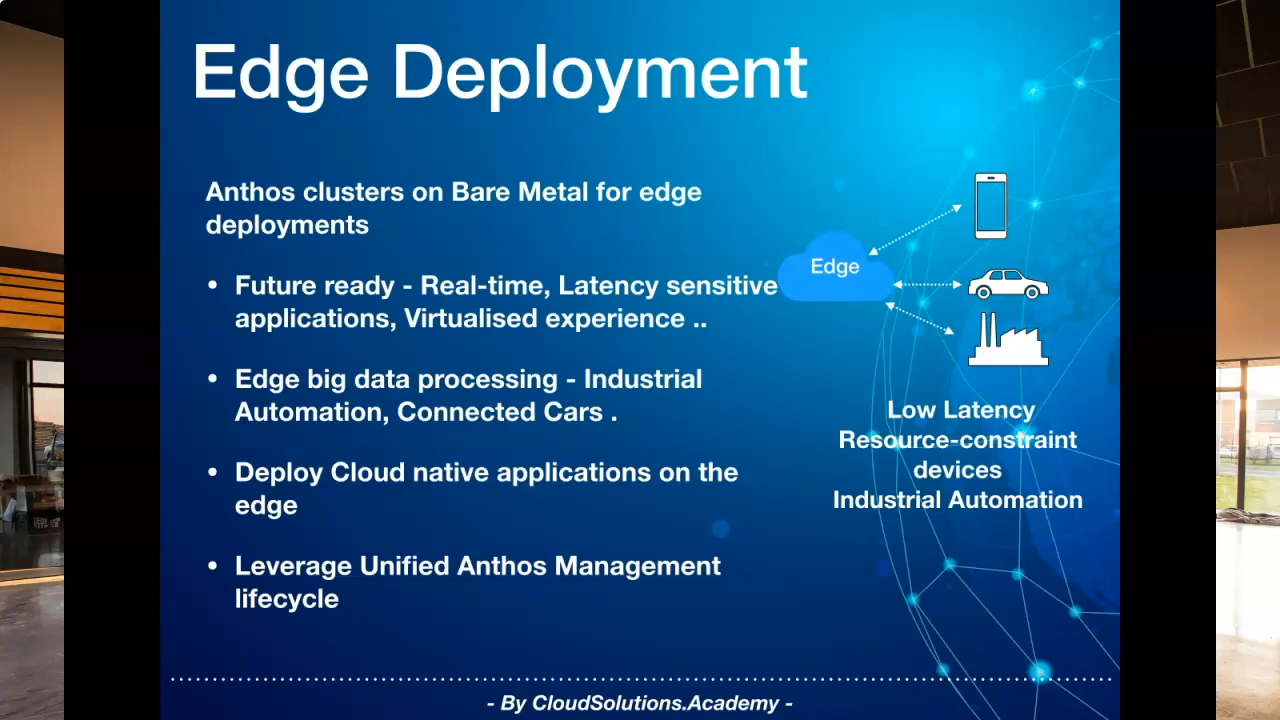 Edge Deployment
Anthos clusters on Bare Metal for edge
deployments
• Future ready - Real-time, Latency sensitive
applications, Virtualised experience ..
• Edge big data processing - Industrial
Automation, Connected Cars .
• Deploy Cloud native applications on the
edge
• Leverage Unified Anthos Management
lifecycle
Edge
Low Latency
Resource-constraint
devices
Industrial Automation
- By CloudSolutions.Academy -